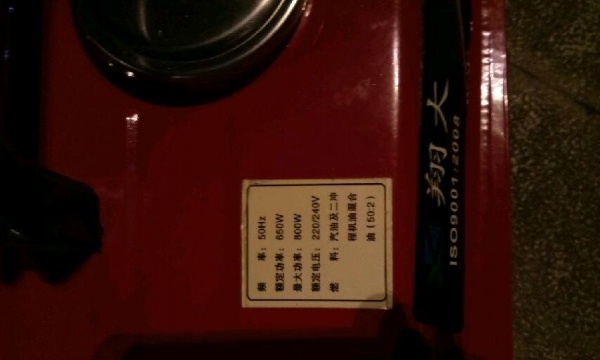 频 率: 50Hz
额定功率: 650W
最大功率: 800W
额定电压: 220/240V
燃 料: 汽油及二冲
程机油混合
油 (50:2)
翔大
ISO9001:2008